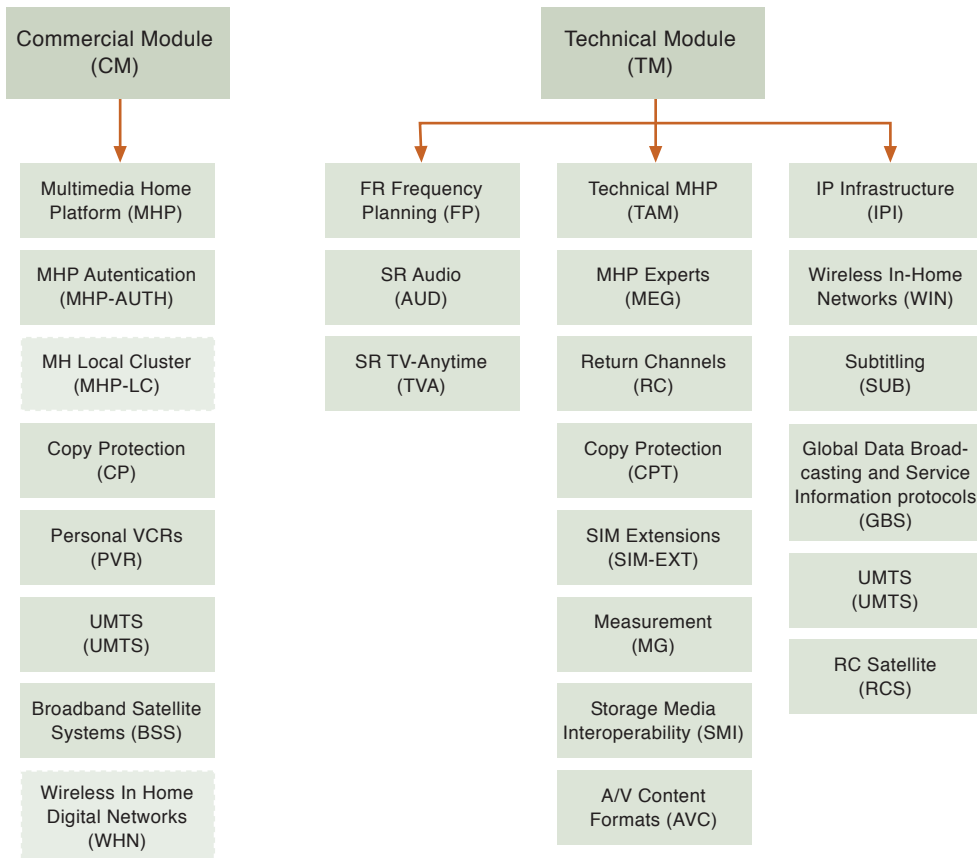 Commercial Module
(CM)
Technical Module
(TM)
Multimedia Home
Platform (MHP)
MHP Autentication
(MHP-AUTH)
MH Local Cluster
(MHP-LC)
Copy Protection
(CP)
Personal VCRs
(PVR)
UMTS
(UMTS)
Broadband Satellite
Systems (BSS)
Wireless In Home
Digital Networks
(WHN)
FR Frequency
Planning (FP)
SR Audio
(AUD)
SR TV-Anytime
(TVA)
Technical MHP
(TAM)
MHP Experts
(MEG)
Return Channels
(RC)
Copy Protection
(CPT)
SIM Extensions
(SIM-EXT)
Measurement
(MG)
Storage Media
Interoperability (SMI)
A/V Content
Formats (AVC)
IP Infrastructure
(IPI)
Wireless In-Home
Networks (WIN)
Subtitling
(SUB)
Global Data Broad-
casting and Service
Information protocols
(GBS)
UMTS
(UMTS)
RC Satellite
(RCS)